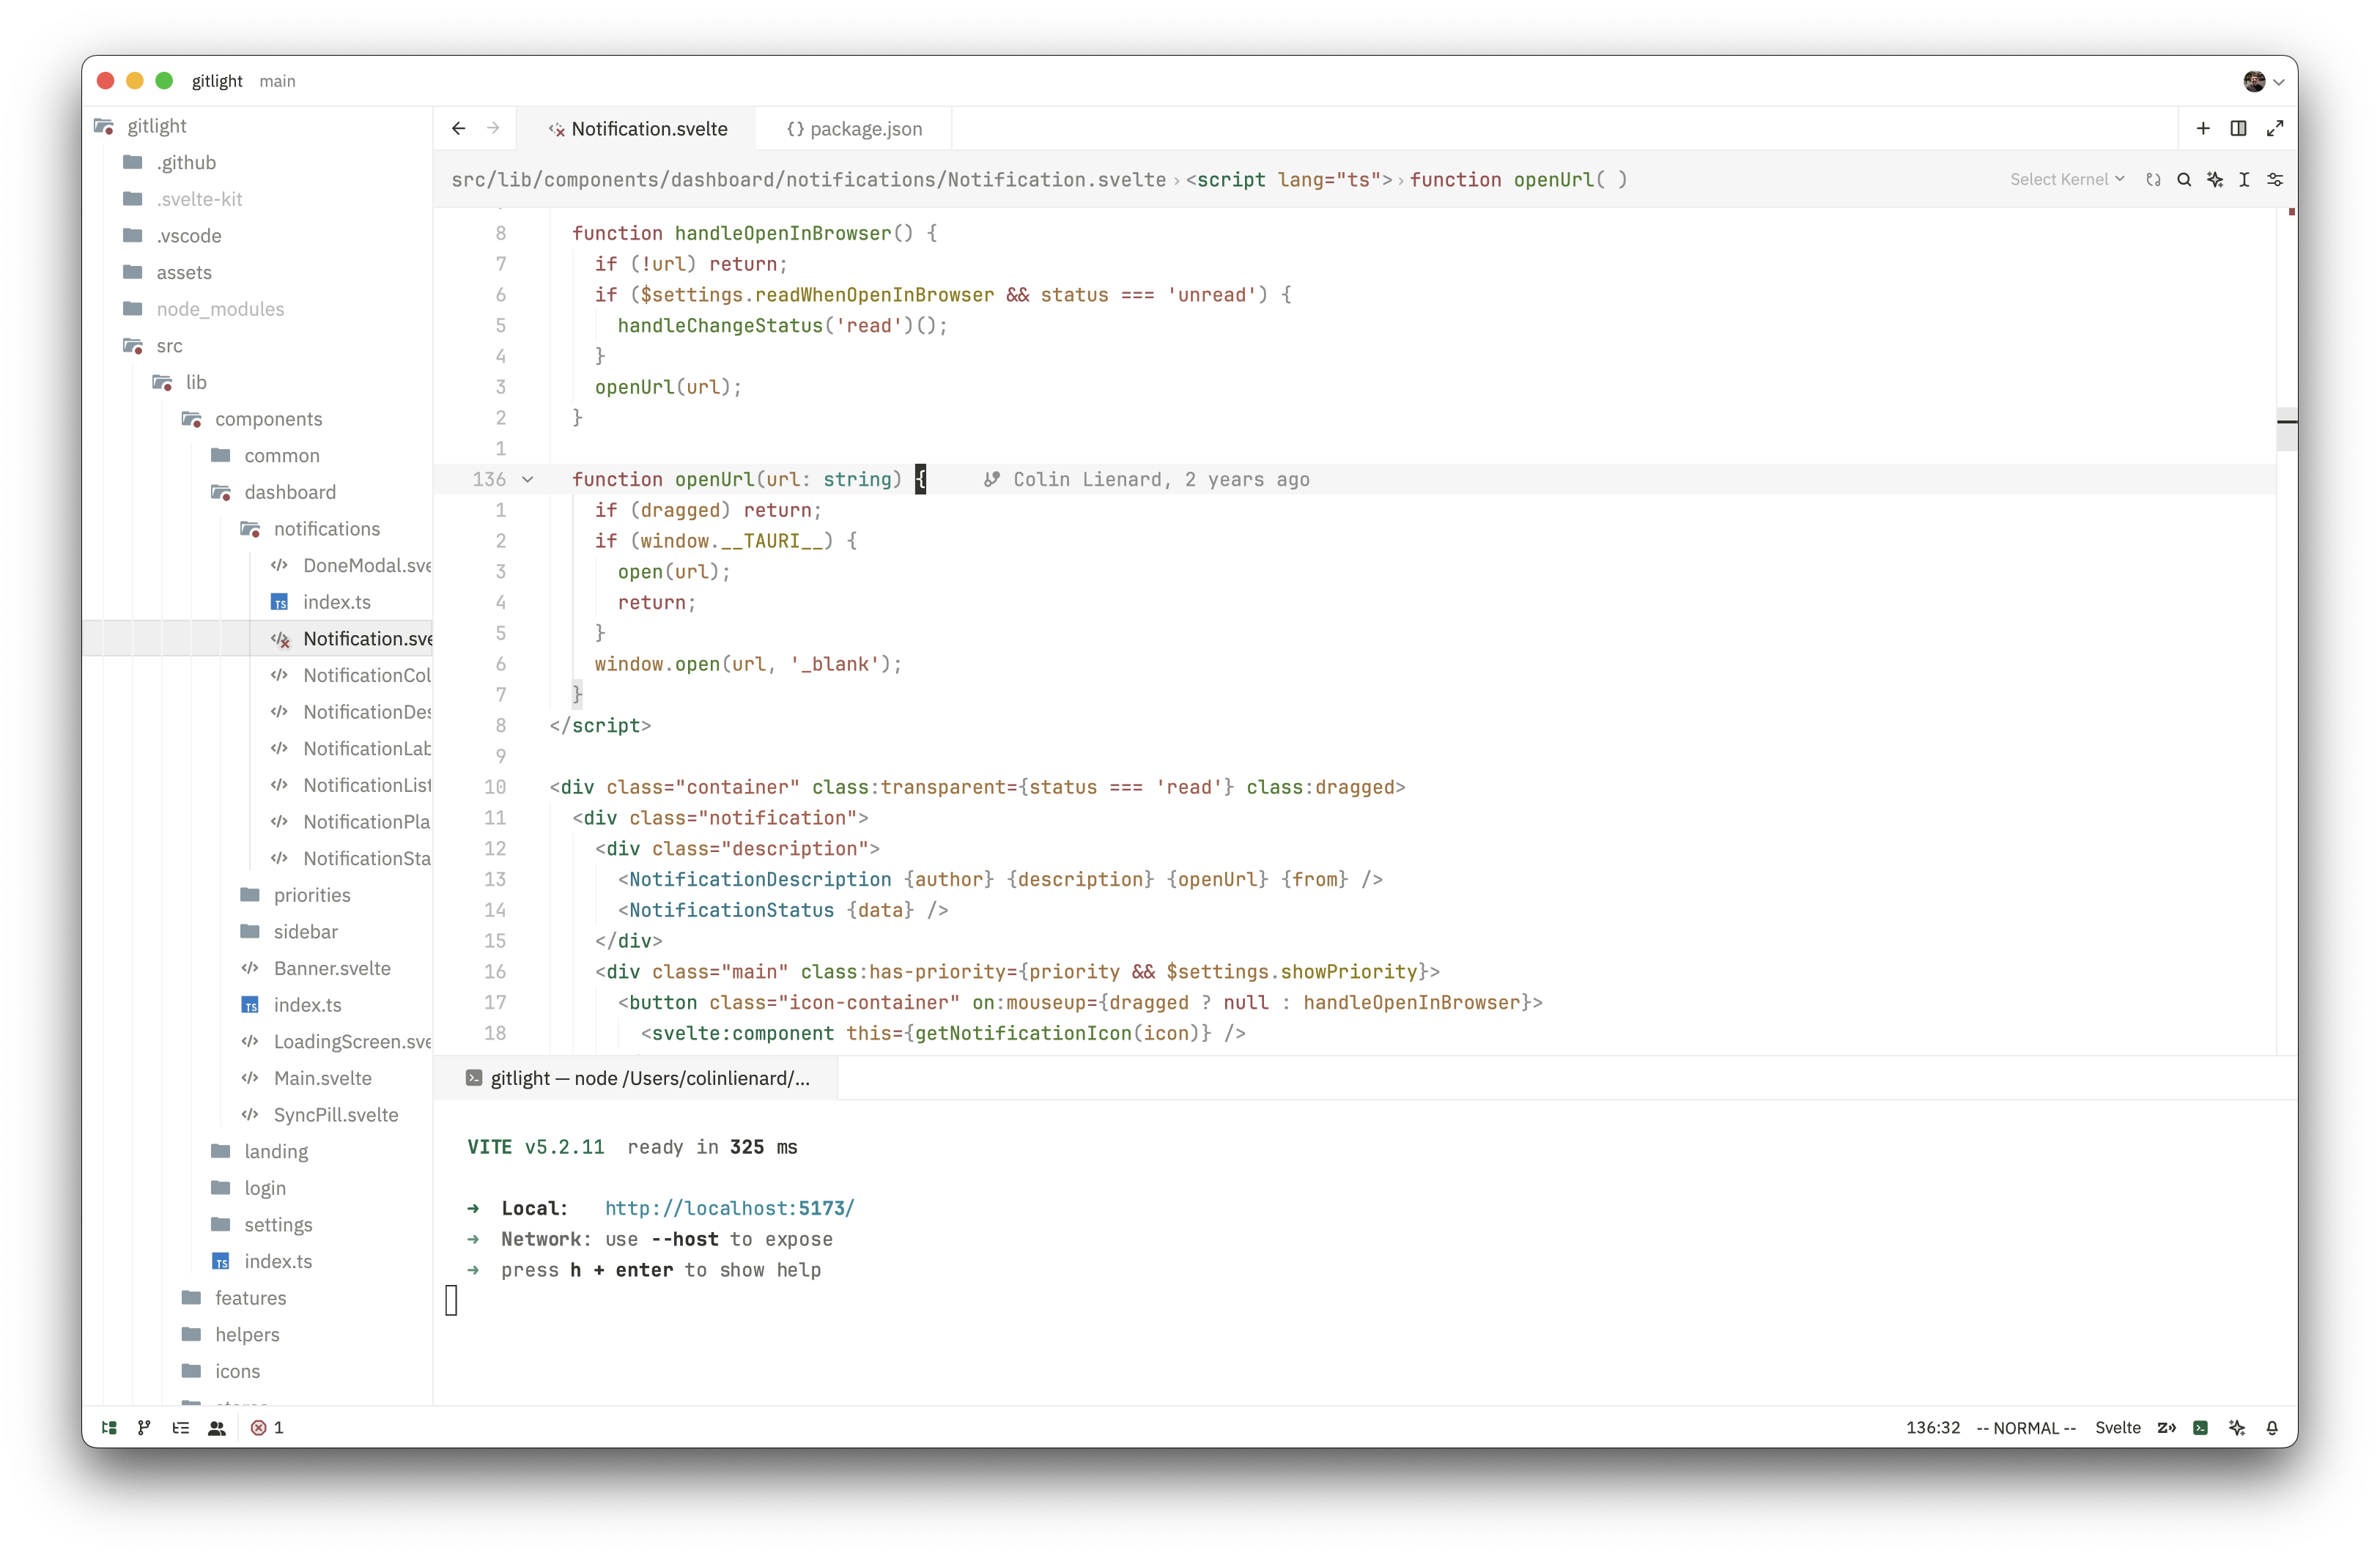 gitlight main
gitlight
.github
.svelte-kit
.vscode
assets
node_modules
src
lib
components
common
dashboard
notifications
DoneModal.sve
index.ts
Notification.sve
NotificationCol
NotificationDes
NotificationLab
NotificationList
NotificationPla
NotificationSta
priorities
sidebar
Banner.svelte
index.ts
LoadingScreen.sve
Main.svelte
SyncPill.svelte
landing
login
settings
index.ts
features
helpers
icons
Notification.svelte {} package.json
src/lib/components/dashboard/notifications/Notification.svelte › <script lang="ts"> › function openUrl( ) Select Kernel
8 function handleOpenInBrowser() {
7 if (!url) return;
6 if ($settings.readWhenOpenInBrowser && status === 'unread') {
5 handleChangeStatus('read')();
4 }
3 openUrl(url);
2 }
1
136 function openUrl(url: string) { Colin Lienard, 2 years ago
1 if (dragged) return;
2 if (window.__TAURI__) {
3 open(url);
4 return;
5 }
6 window.open(url, '_blank');
7 }
8 </script>
9
10 <div class="container" class:transparent={status === 'read'} class:dragged>
11 <div class="notification">
12 <div class="description">
13 <NotificationDescription {author} {description} {openUrl} {from} />
14 <NotificationStatus {data} />
15 </div>
16 <div class="main" class:has-priority={priority && $settings.showPriority}>
17 <button class="icon-container" on:mouseup={dragged ? null : handleOpenInBrowser}>
18 <svelte:component this={getNotificationIcon(icon)} />
gitlight — node /Users/colinlienard/...
VITE v5.2.11 ready in 325 ms
➜ Local: http://localhost:5173/
➜ Network: use --host to expose
➜ press h + enter to show help
1 136:32 -- NORMAL -- Svelte